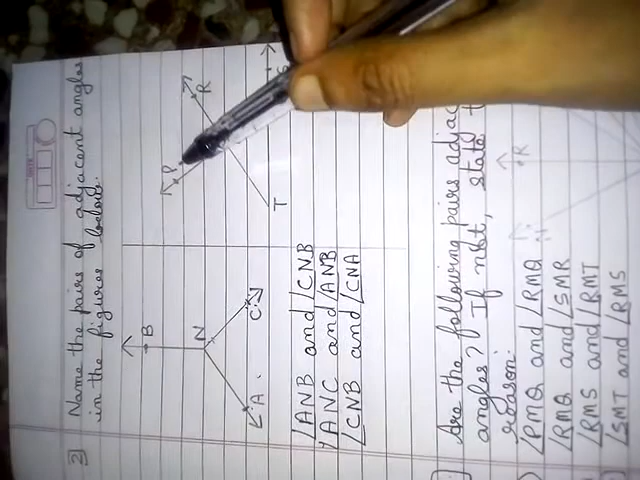 2) Name the pairs of adjacent angles
in the figures below.
B
N
A
C
P
R
T
S
∠ANB and ∠CNB
∠ANC and ∠ANB
∠CNB and ∠CNA
Are the following pairs
angles? If not, state
reason.
∠PMQ and ∠RMQ
∠RMQ and ∠SMR
∠RMS and ∠RMT
∠SMT and ∠RMS
R